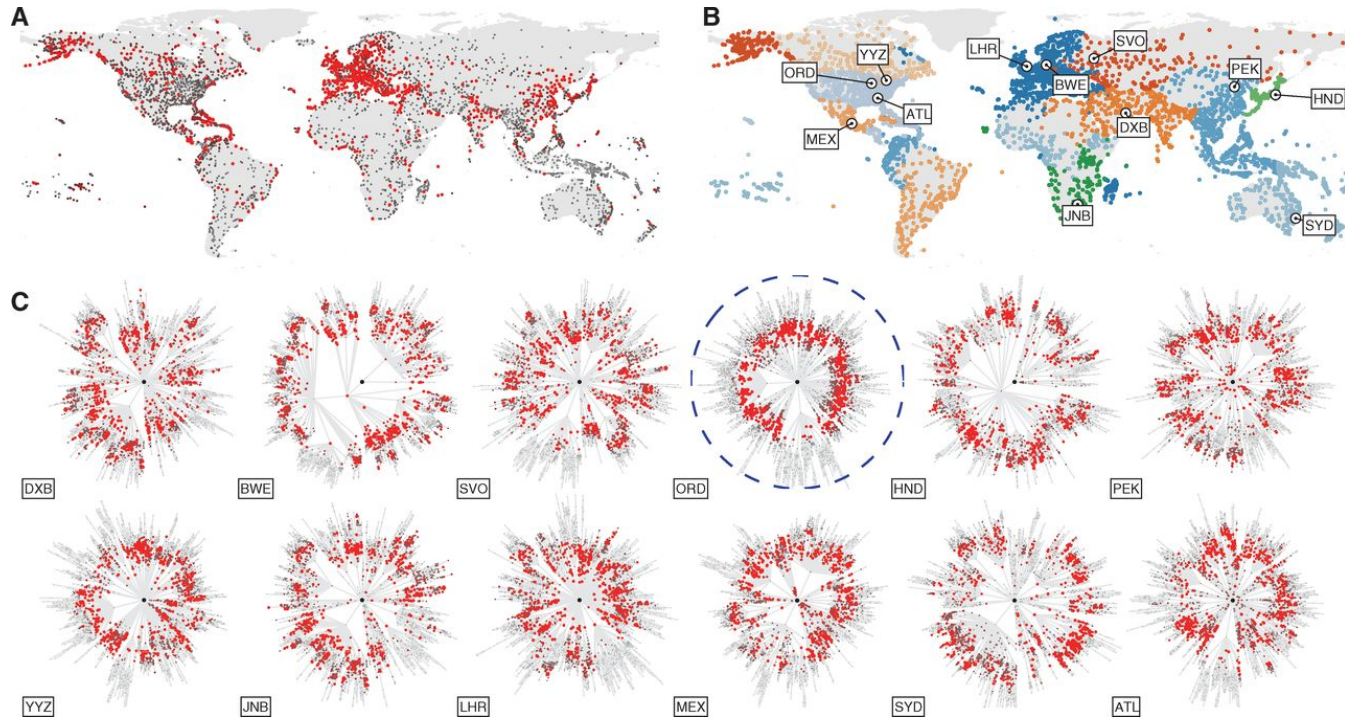 A
B
SVO
LHR
YYZ
PEK
ORD
BWE
HND
ATL
DXB
MEX
JNB
SYD
C
DXB
BWE
SVO
ORD
HND
PEK
YYZ
JNB
LHR
MEX
SYD
ATL